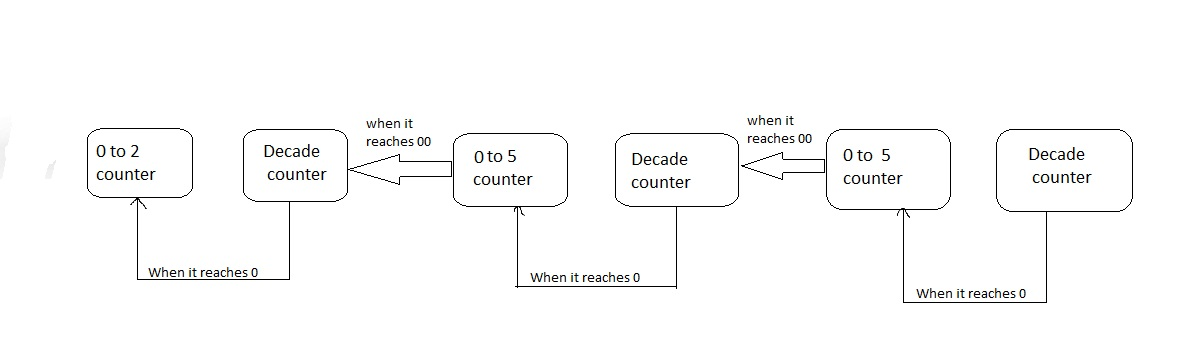 0 to 2
counter
Decade
counter
when it
reaches 00
0 to 5
counter
Decade
counter
when it
reaches 00
0 to 5
counter
Decade
counter
When it reaches 0
When it reaches 0
When it reaches 0